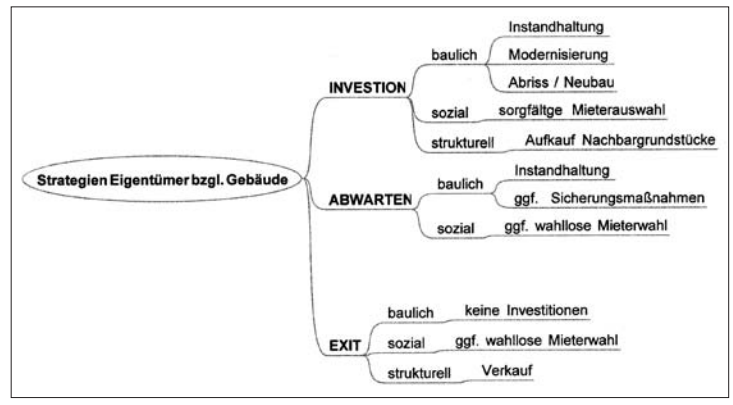 Strategien Eigentümer bzgl. Gebäude
INVESTION
baulich
Instandhaltung
Modernisierung
Abriss / Neubau
sozial
sorgfältge Mieterauswahl
strukturell
Aufkauf Nachbargrundstücke
ABWARTEN
baulich
Instandhaltung
ggf. Sicherungsmaßnahmen
sozial
ggf. wahllose Mieterwahl
EXIT
baulich
keine Investitionen
sozial
ggf. wahllose Mieterwahl
strukturell
Verkauf